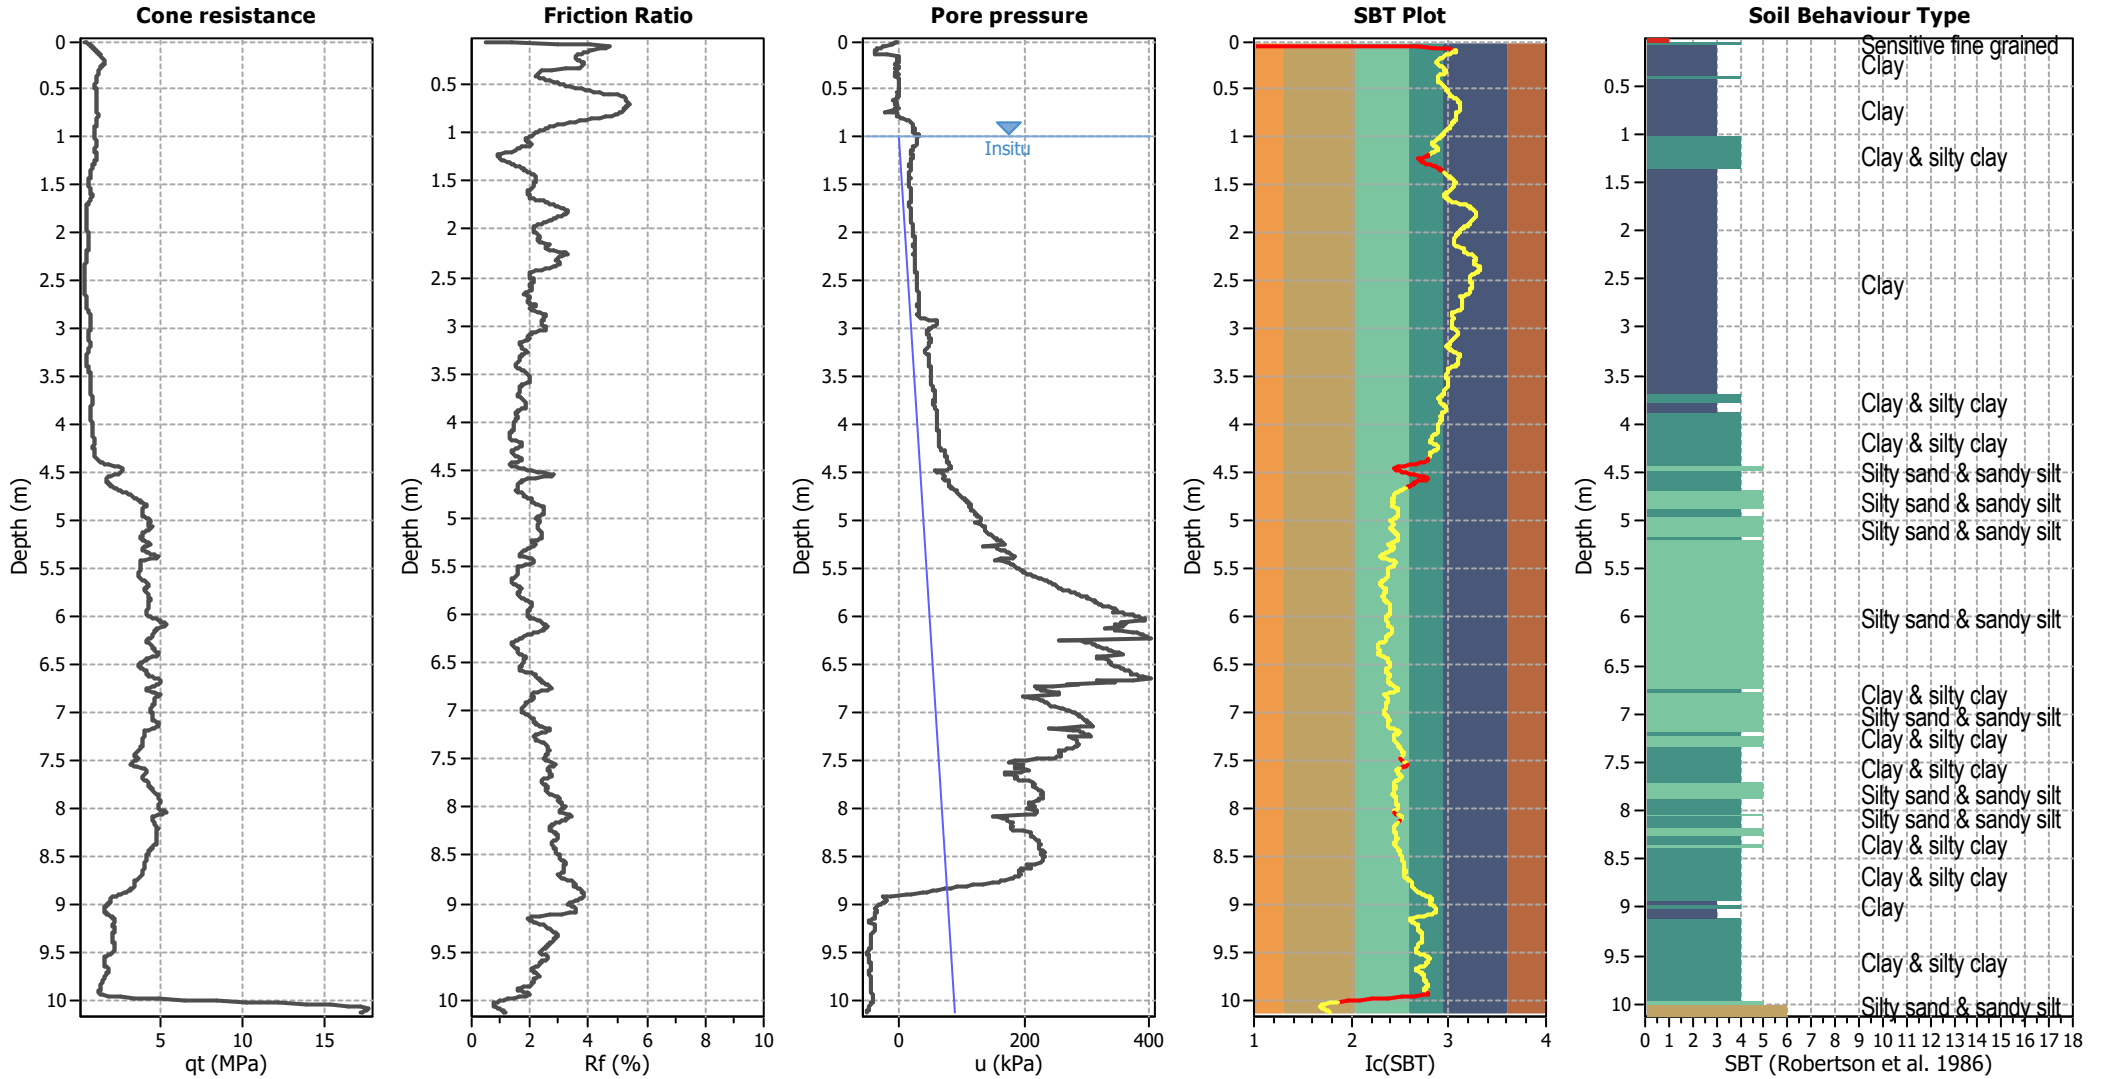 Cone resistance
0
0.5
1
1.5
2
2.5
3
3.5
4
4.5
5
5.5
6
6.5
7
7.5
8
8.5
9
9.5
10
Depth (m)
5 10 15
qt (MPa)
Friction Ratio
0.5
1
1.5
2
2.5
3
3.5
4
4.5
5
5.5
6
6.5
7
7.5
8
8.5
9
9.5
10
Depth (m)
0 2 4 6 8 10
Rf (%)
Pore pressure
0
0.5
1
1.5
2
2.5
3
3.5
4
4.5
5
5.5
6
6.5
7
7.5
8
8.5
9
9.5
10
Depth (m)
Insitu
0 200 400
u (kPa)
SBT Plot
0
0.5
1
1.5
2
2.5
3
3.5
4
4.5
5
5.5
6
6.5
7
7.5
8
8.5
9
9.5
10
Depth (m)
1 2 3 4
Ic(SBT)
Soil Behaviour Type
0.5
1
1.5
2
2.5
3
3.5
4
4.5
5
5.5
6
6.5
7
7.5
8
8.5
9
9.5
10
Depth (m)
Sensitive fine grained
Clay
Clay
Clay & silty clay
Clay
Clay & silty clay
Clay & silty clay
Silty sand & sandy silt
Silty sand & sandy silt
Silty sand & sandy silt
Silty sand & sandy silt
Clay & silty clay
Silty sand & sandy silt
Clay & silty clay
Clay & silty clay
Silty sand & sandy silt
Silty sand & sandy silt
Clay & silty clay
Clay & silty clay
Clay
Clay & silty clay
Silty sand & sandy silt
0 1 2 3 4 5 6 7 8 9 10 11 12 13 14 15 16 17 18
SBT (Robertson et al. 1986)